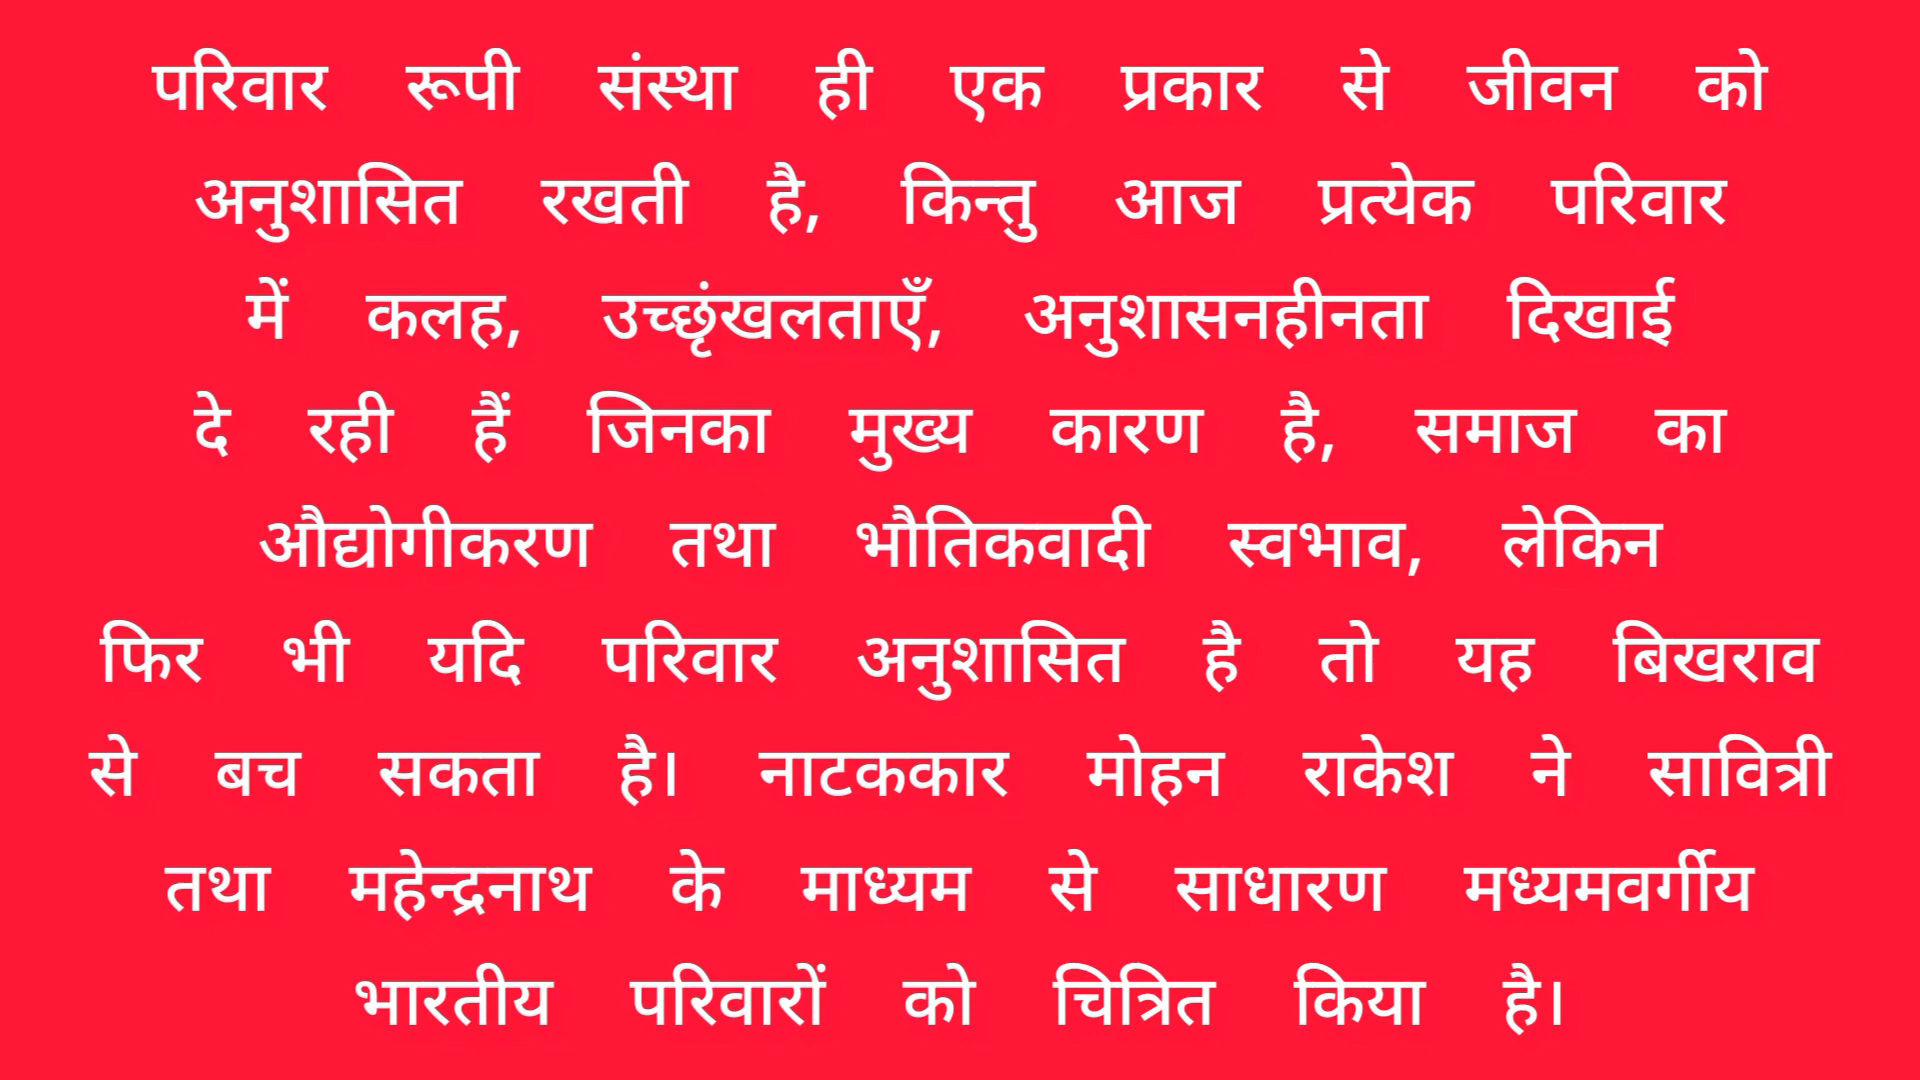 परिवार रूपी संस्था ही एक प्रकार से जीवन को
अनुशासित रखती है, किन्तु आज प्रत्येक परिवार
में कलह, उच्छृंखलताएँ, अनुशासनहीनता दिखाई
दे रही हैं जिनका मुख्य कारण है, समाज का
औद्योगीकरण तथा भौतिकवादी स्वभाव, लेकिन
फिर भी यदि परिवार अनुशासित है तो यह बिखराव
से बच सकता है। नाटककार मोहन राकेश ने सावित्री
तथा महेन्द्रनाथ के माध्यम से साधारण मध्यमवर्गीय
भारतीय परिवारों को चित्रित किया है।